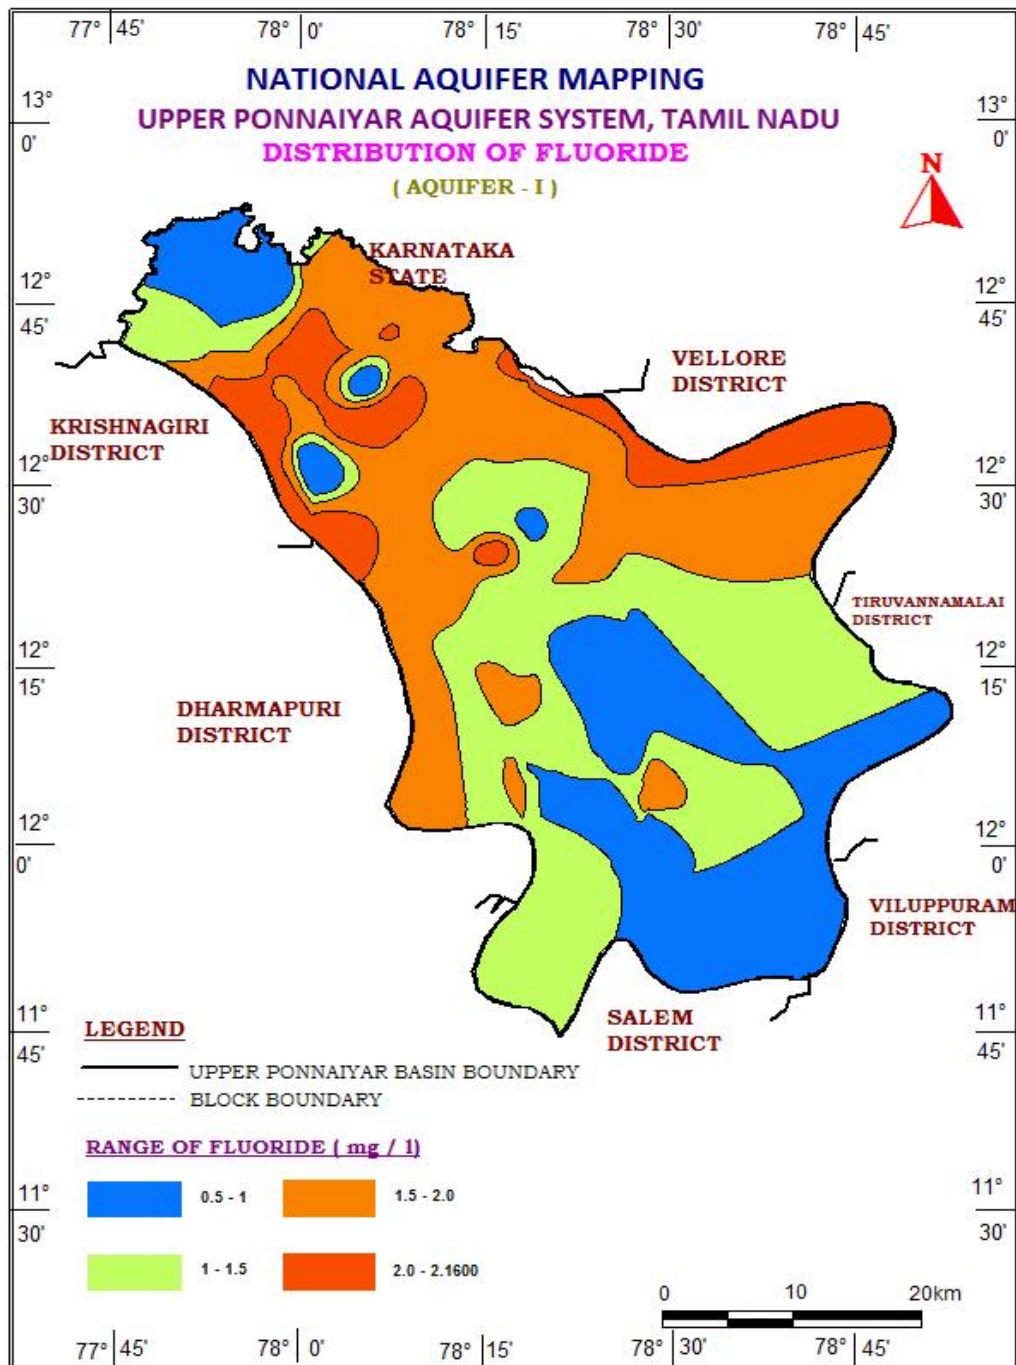 77° 45' 78° 0' 78° 15' 78° 30' 78° 45'
NATIONAL AQUIFER MAPPING
13° 0'
13° 0'
UPPER PONNAIYAR AQUIFER SYSTEM, TAMIL NADU
DISTRIBUTION OF FLUORIDE
( AQUIFER - I )
N
KARNATAKA
STATE
12° 45'
12° 45'
VELLORE
DISTRICT
KRISHNAGIRI
DISTRICT
12° 30'
12° 30'
TIRUVANNAMALAI
DISTRICT
12° 15'
12° 15'
DHARMAPURI
DISTRICT
12° 0'
12° 0'
VILUPPURAM
DISTRICT
SALEM
DISTRICT
11° 45'
11° 45'
LEGEND
UPPER PONNAIYAR BASIN BOUNDARY
BLOCK BOUNDARY
RANGE OF FLUORIDE ( mg / l)
0.5 - 1
1.5 - 2.0
11° 30'
11° 30'
1 - 1.5
2.0 - 2.1600
0 10 20km
77° 45' 78° 0' 78° 15' 78° 30' 78° 45'